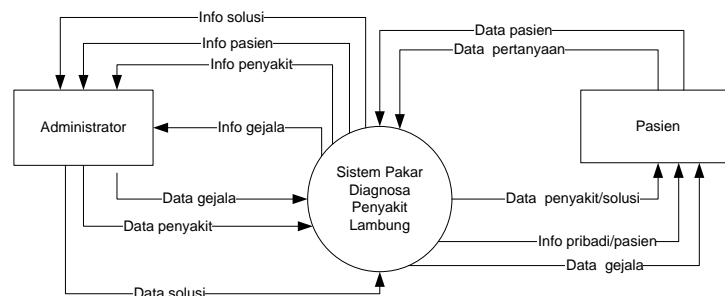 Info solusi
Info pasien
Info penyakit
Administrator
Info gejala
Data gejala
Data penyakit
Data solusi
Sistem Pakar
Diagnosa
Penyakit
Lambung
Data pasien
Data pertanyaan
Pasien
Data penyakit/solusi
Info pribadi/pasien
Data gejala